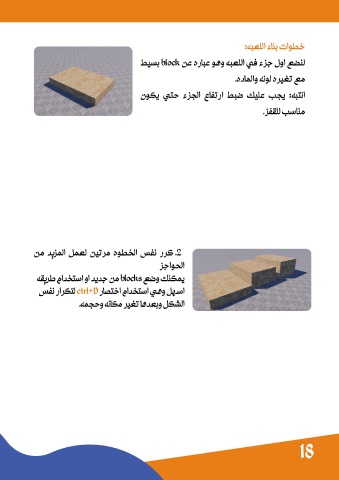 خطوات بناء اللعبه:
لنضع اول جزء في اللعبه وهو عباره عن block بسيط
مع تغيره لونه والماده.
انتبه: يجب عليك ضبط ارتفاع الجزء حتي يكون
مناسب للقفز.
2. كرر نفس الخطوه مرتين لعمل المزيد من
الحواجز
يمكنك وضع blocks من جديد او استخدام طريقه
اسهل وهي استخدام اختصار ctrl+D لتكرار نفس
الشكل وبعدها تغير مكانه وحجمه.
18